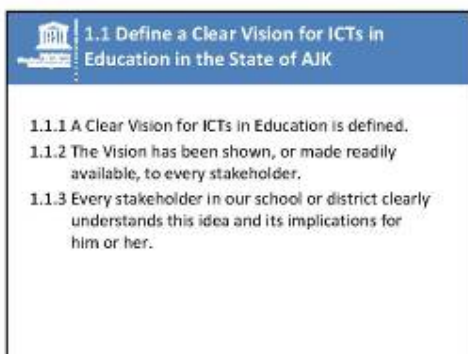 1.1 Define a Clear Vision for ICTs in
Education in the State of AJK
1.1.1 A Clear Vision for ICTs in Education is defined.
1.1.2 The Vision has been shown, or made readily
available, to every stakeholder.
1.1.3 Every stakeholder in our school or district clearly
understands this idea and its implications for
him or her.